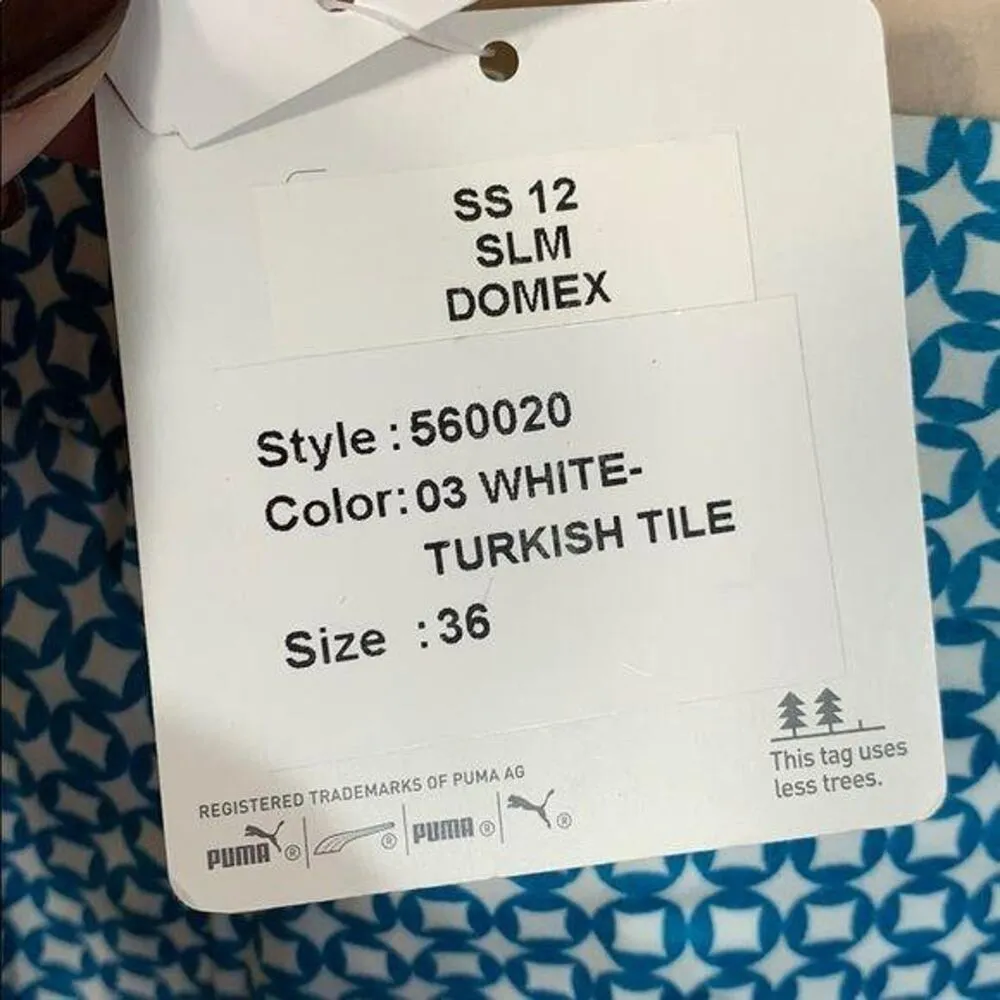 SS 12
SLM
DOMEX
Style : 560020
Color: 03 WHITE-
TURKISH TILE
Size : 36
This tag uses
less trees.
REGISTERED TRADEMARKS OF PUMA AG
PUMA ® ® PUMA ® ®